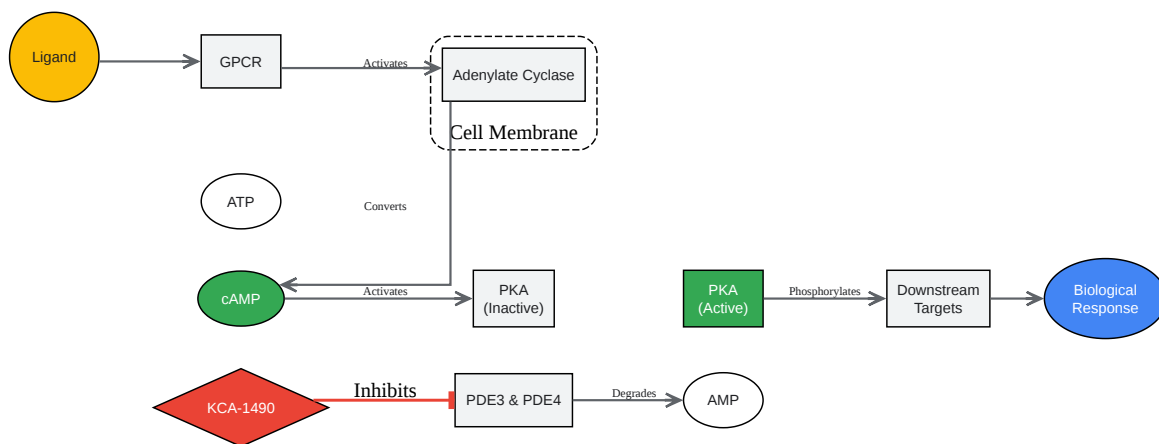 Ligand
GPCR
Activates
Adenylate Cyclase
Cell Membrane
ATP
Converts
cAMP
Activates
PKA
(Inactive)
PKA
(Active)
Phosphorylates
Downstream
Targets
Biological
Response
KCA-1490
Inhibits
PDE3 & PDE4
Degrades
AMP